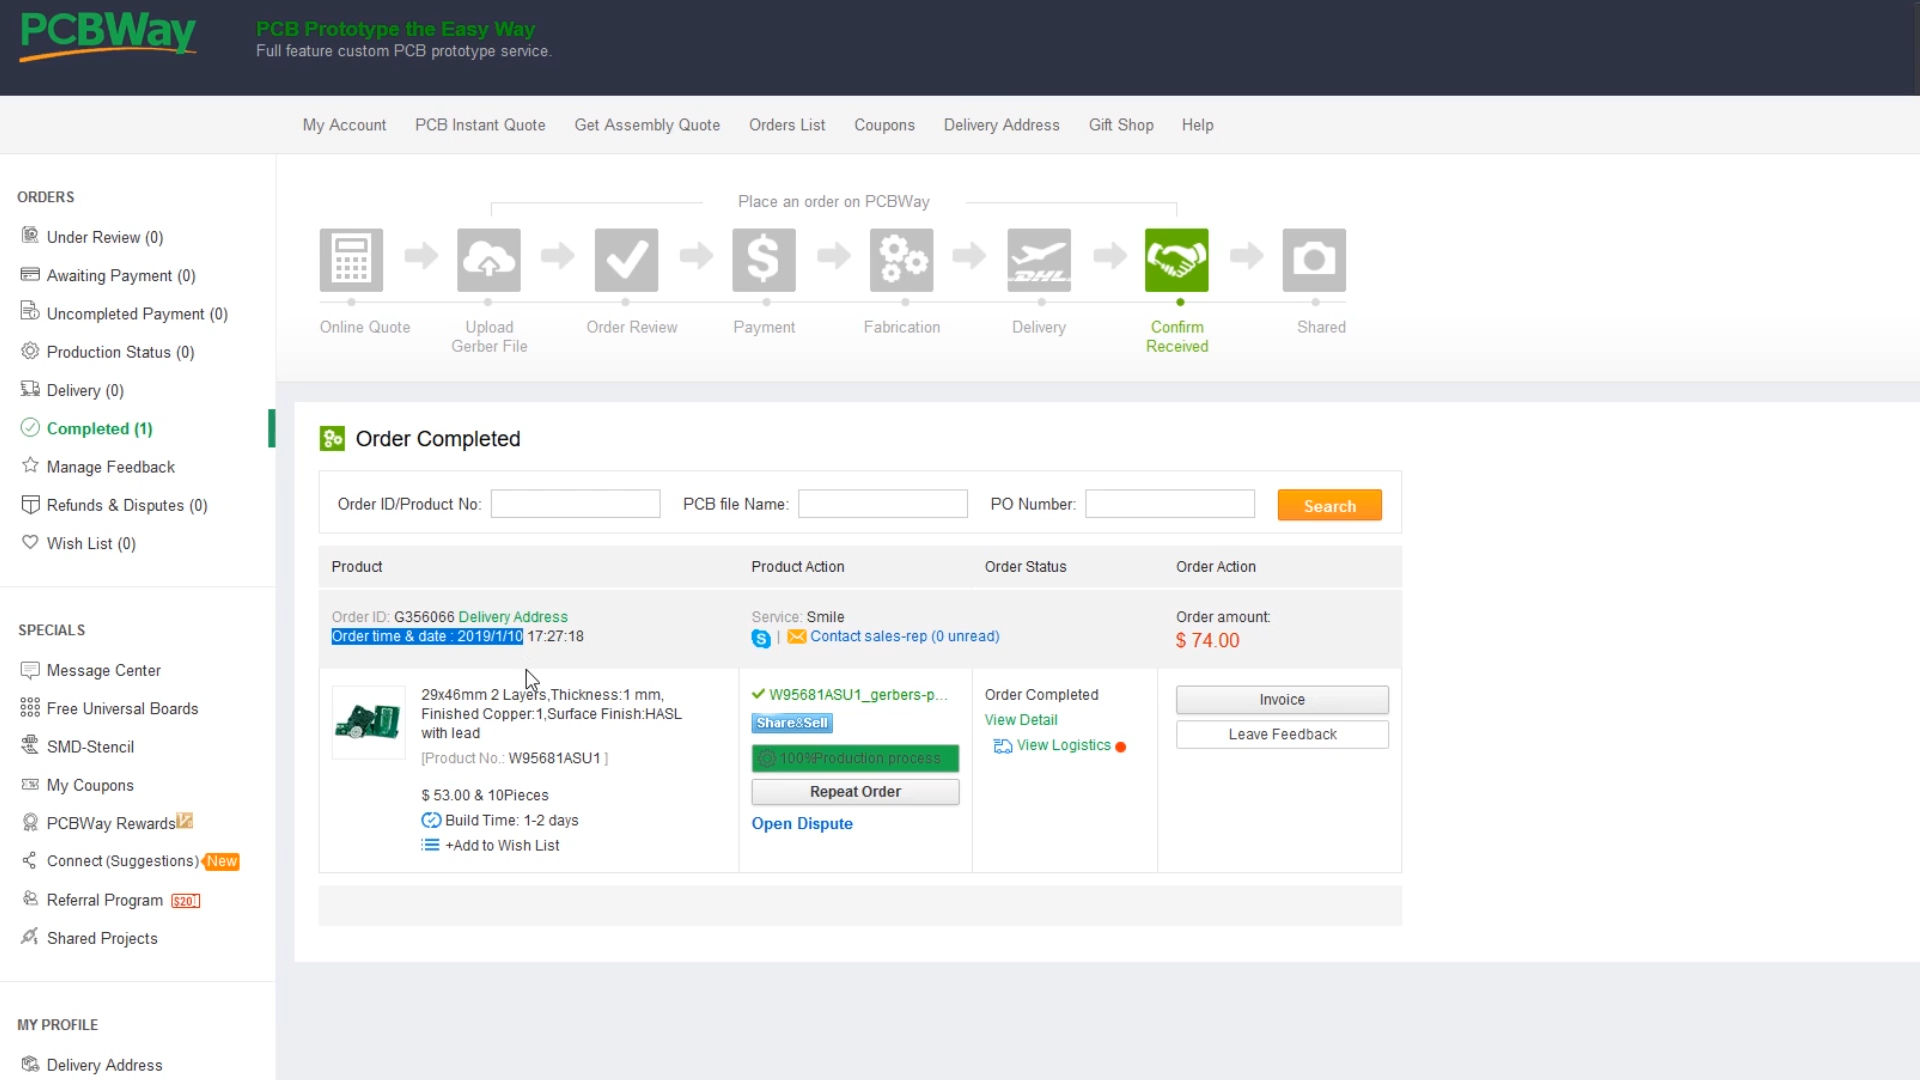 PCBWay
PCB Prototype the Easy Way
Full feature custom PCB prototype service.
My Account PCB Instant Quote Get Assembly Quote Orders List Coupons Delivery Address Gift Shop Help
ORDERS
Under Review (0)
Awaiting Payment (0)
Uncompleted Payment (0)
Production Status (0)
Delivery (0)
Completed (1)
Manage Feedback
Refunds & Disputes (0)
Wish List (0)
SPECIALS
Message Center
Free Universal Boards
SMD-Stencil
My Coupons
PCBWay Rewards
Connect (Suggestions) New
Referral Program $20
Shared Projects
MY PROFILE
Delivery Address
Place an order on PCBWay
$
DHL
Online Quote
Upload
Gerber File
Order Review
Payment
Fabrication
Delivery
Confirm
Received
Shared
Order Completed
Order ID/Product No: PCB file Name: PO Number: Search
Product Product Action Order Status Order Action
Order ID: G356066 Delivery Address
Order time & date : 2019/1/10 17:27:18
Service: Smile
S | Contact sales-rep (0 unread)
Order amount:
$ 74.00
29x46mm 2 Layers,Thickness:1 mm,
Finished Copper:1,Surface Finish:HASL
with lead
[Product No.: W95681ASU1 ]
$ 53.00 & 10Pieces
Build Time: 1-2 days
+Add to Wish List
W95681ASU1_gerbers-p...
Share&Sell
100%Production process
Repeat Order
Open Dispute
Order Completed
View Detail
View Logistics
Invoice
Leave Feedback